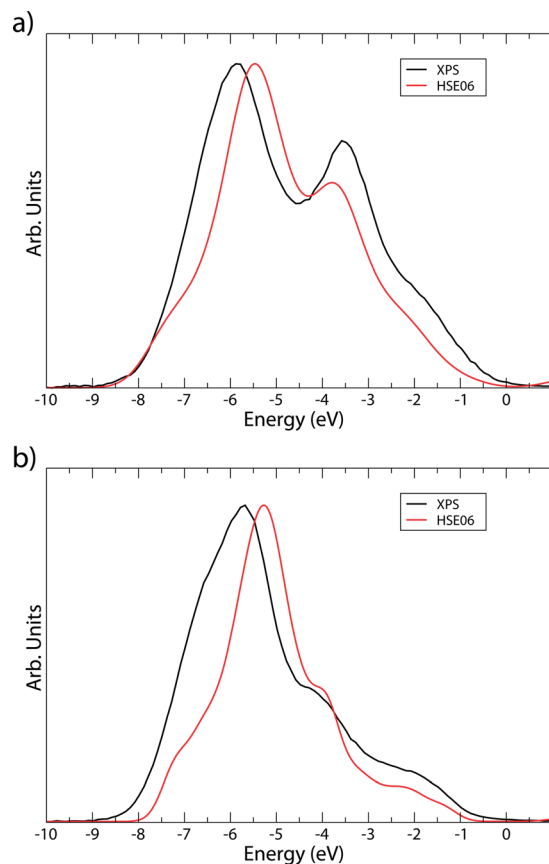 a)
XPS
HSE06
Arb. Units
-10 -9 -8 -7 -6 -5 -4 -3 -2 -1 0
Energy (eV)
b)
XPS
HSE06
Arb. Units
-10 -9 -8 -7 -6 -5 -4 -3 -2 -1 0
Energy (eV)